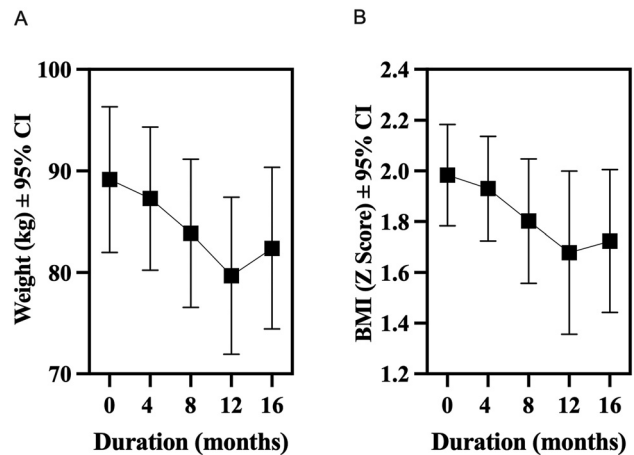 A
Weight (kg) ± 95% CI
100
90
80
70
0 4 8 12 16
Duration (months)
B
BMI (Z Score) ± 95% CI
2.4
2.2
2.0
1.8
1.6
1.4
1.2
0 4 8 12 16
Duration (months)